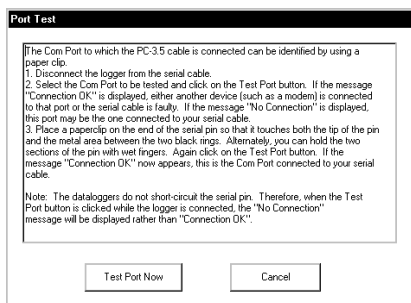 Port Test
The Com Port to which the PC-3.5 cable is connected can be identified by using a
paper clip.
1. Disconnect the logger from the serial cable.
2. Select the Com Port to be tested and click on the Test Port button. If the message
"Connection OK" is displayed, either another device (such as a modem) is connected
to that port or the serial cable is faulty. If the message "No Connection" is displayed,
this port may be the one connected to your serial cable.
3. Place a paperclip on the end of the serial pin so that it touches both the tip of the pin
and the metal area between the two black rings. Alternately, you can hold the two
sections of the pin with wet fingers. Again click on the Test Port button. If the
message "Connection OK" now appears, this is the Com Port connected to your serial
cable.
Note: The dataloggers do not short-circuit the serial pin. Therefore, when the Test
Port button is clicked while the logger is connected, the "No Connection"
message will be displayed rather than "Connection OK".
Test Port Now
Cancel